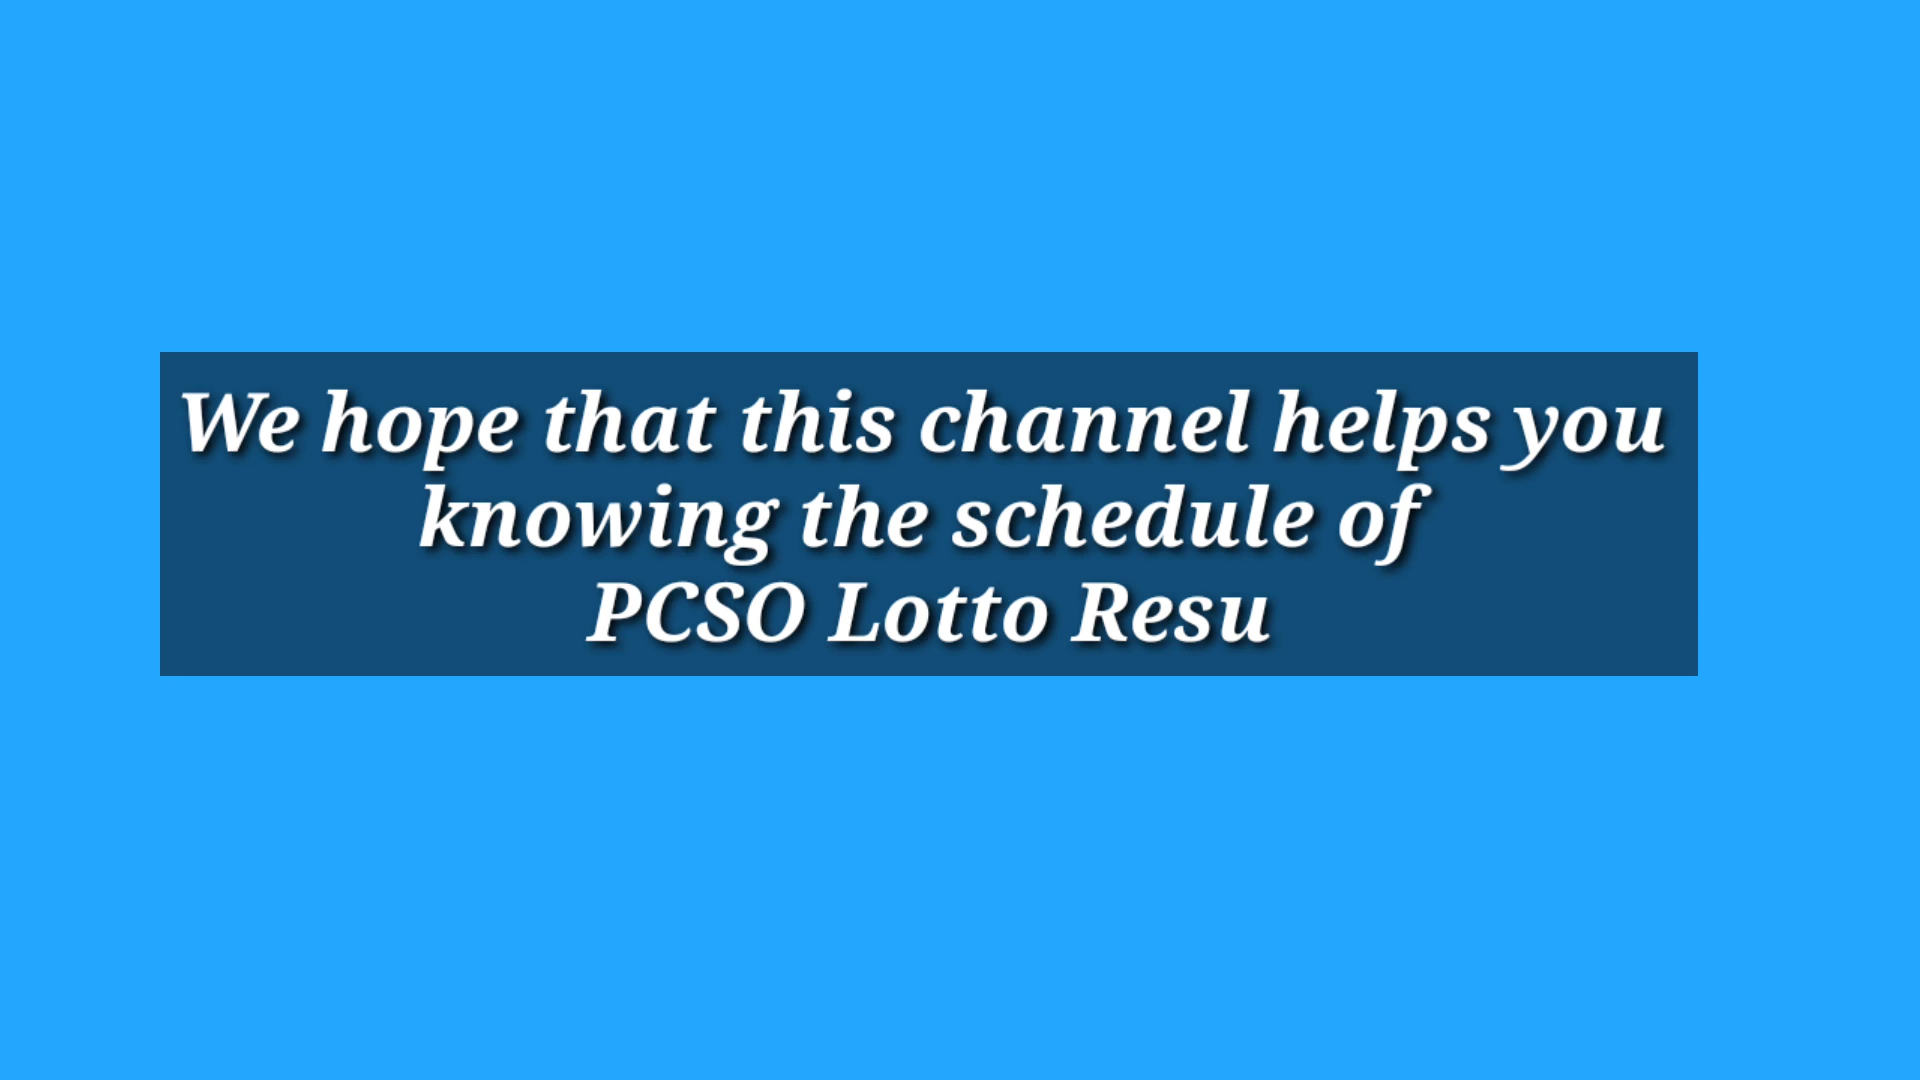 We hope that this channel helps you
knowing the schedule of
PCSO Lotto Resu